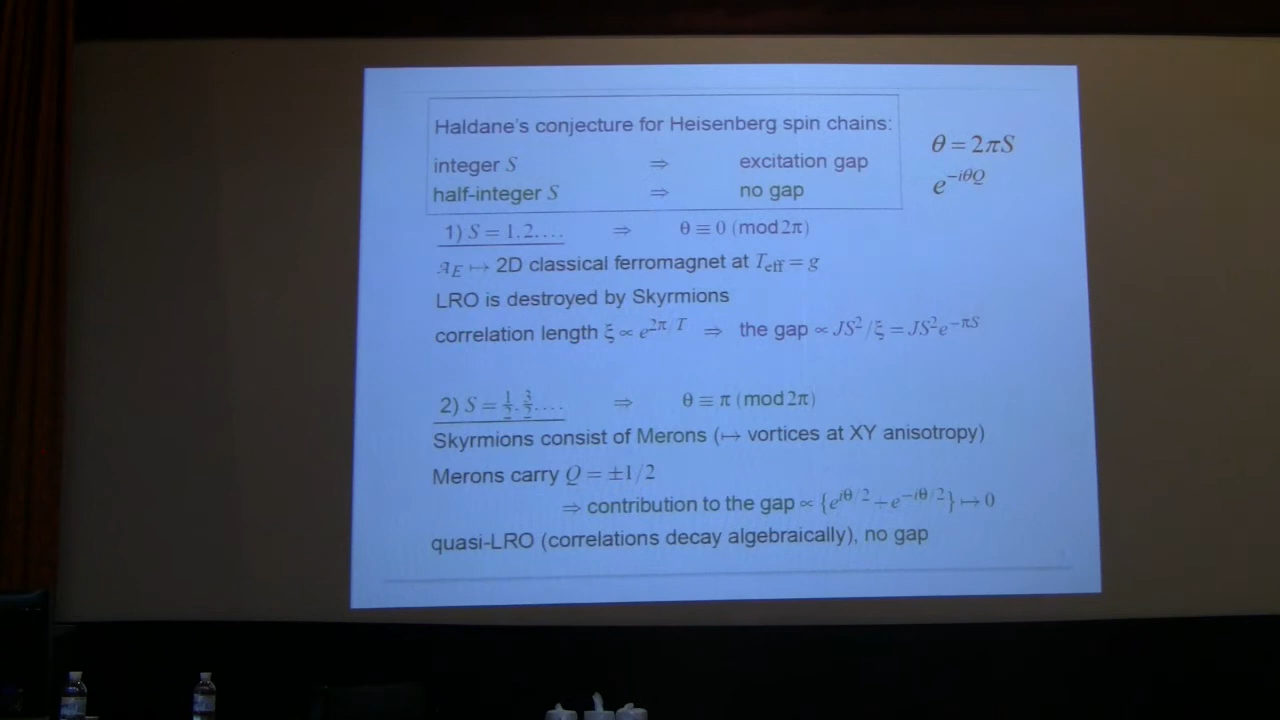 Haldane's conjecture for Heisenberg spin chains:
integer S ⇒ excitation gap
half-integer S ⇒ no gap
θ = 2πS
e^{-iθQ}
1) S = 1,2,... ⇒ θ ≡ 0 (mod 2π)
A_E ↦ 2D classical ferromagnet at T_eff = g
LRO is destroyed by Skyrmions
correlation length ξ ∝ e^{2π/T} ⇒ the gap ∝ JS²/ξ = JS²e^{-πS}
2) S = 1/2, 3/2,... ⇒ θ ≡ π (mod 2π)
Skyrmions consist of Merons (↦ vortices at XY anisotropy)
Merons carry Q = ±1/2
⇒ contribution to the gap ∝ {e^{iθ/2} + e^{-iθ/2}} ↦ 0
quasi-LRO (correlations decay algebraically), no gap